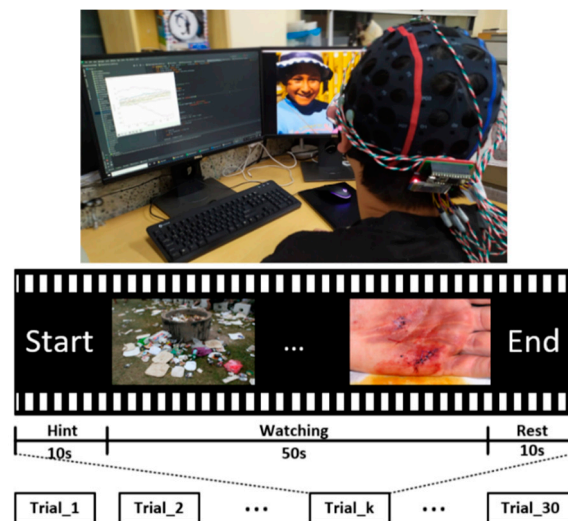 Start
...
End
Hint
Watching
Rest
10s
50s
10s
Trial_1
Trial_2
...
Trial_k
...
Trial_30